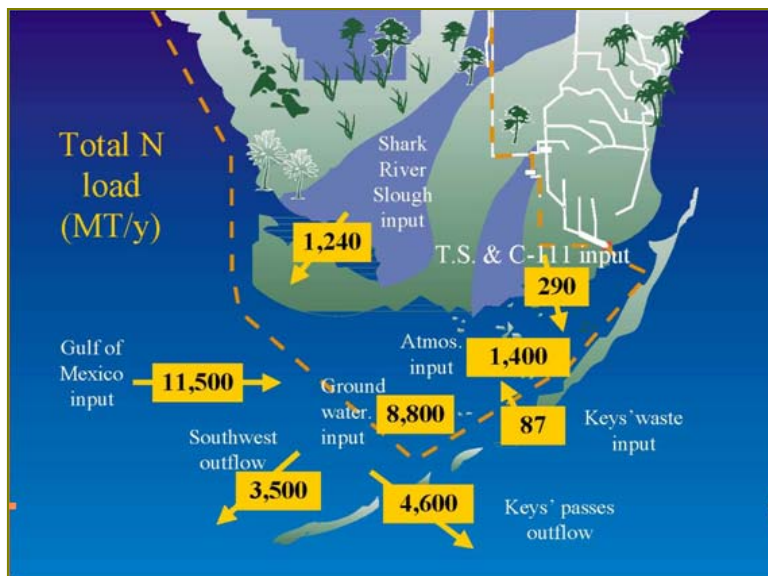 Total N
load
(MT/y)
Shark
River
Slough
input
1,240
T.S. & C-111 input
290
Gulf of
Mexico
input
11,500
Atmos.
input
1,400
Ground
water.
input
8,800
87
Keys' waste
input
Southwest
outflow
3,500
4,600
Keys' passes
outflow